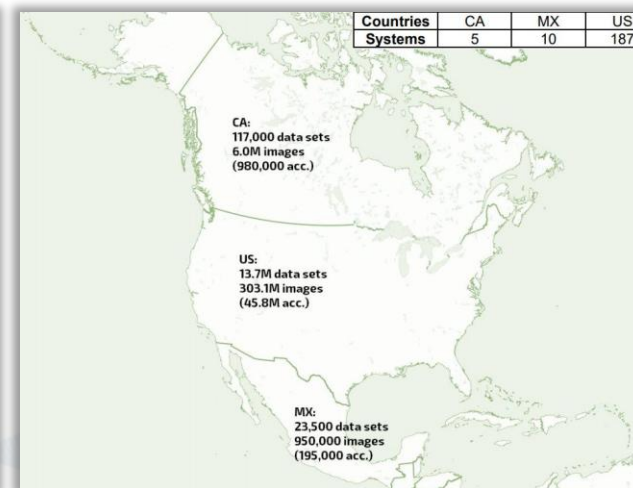 Countries CA MX US
Systems 5 10 187
CA:
117,000 data sets
6.0M images
(980,000 acc.)
US:
13.7M data sets
303.1M images
(45.8M acc.)
MX:
23,500 data sets
950,000 images
(195,000 acc.)